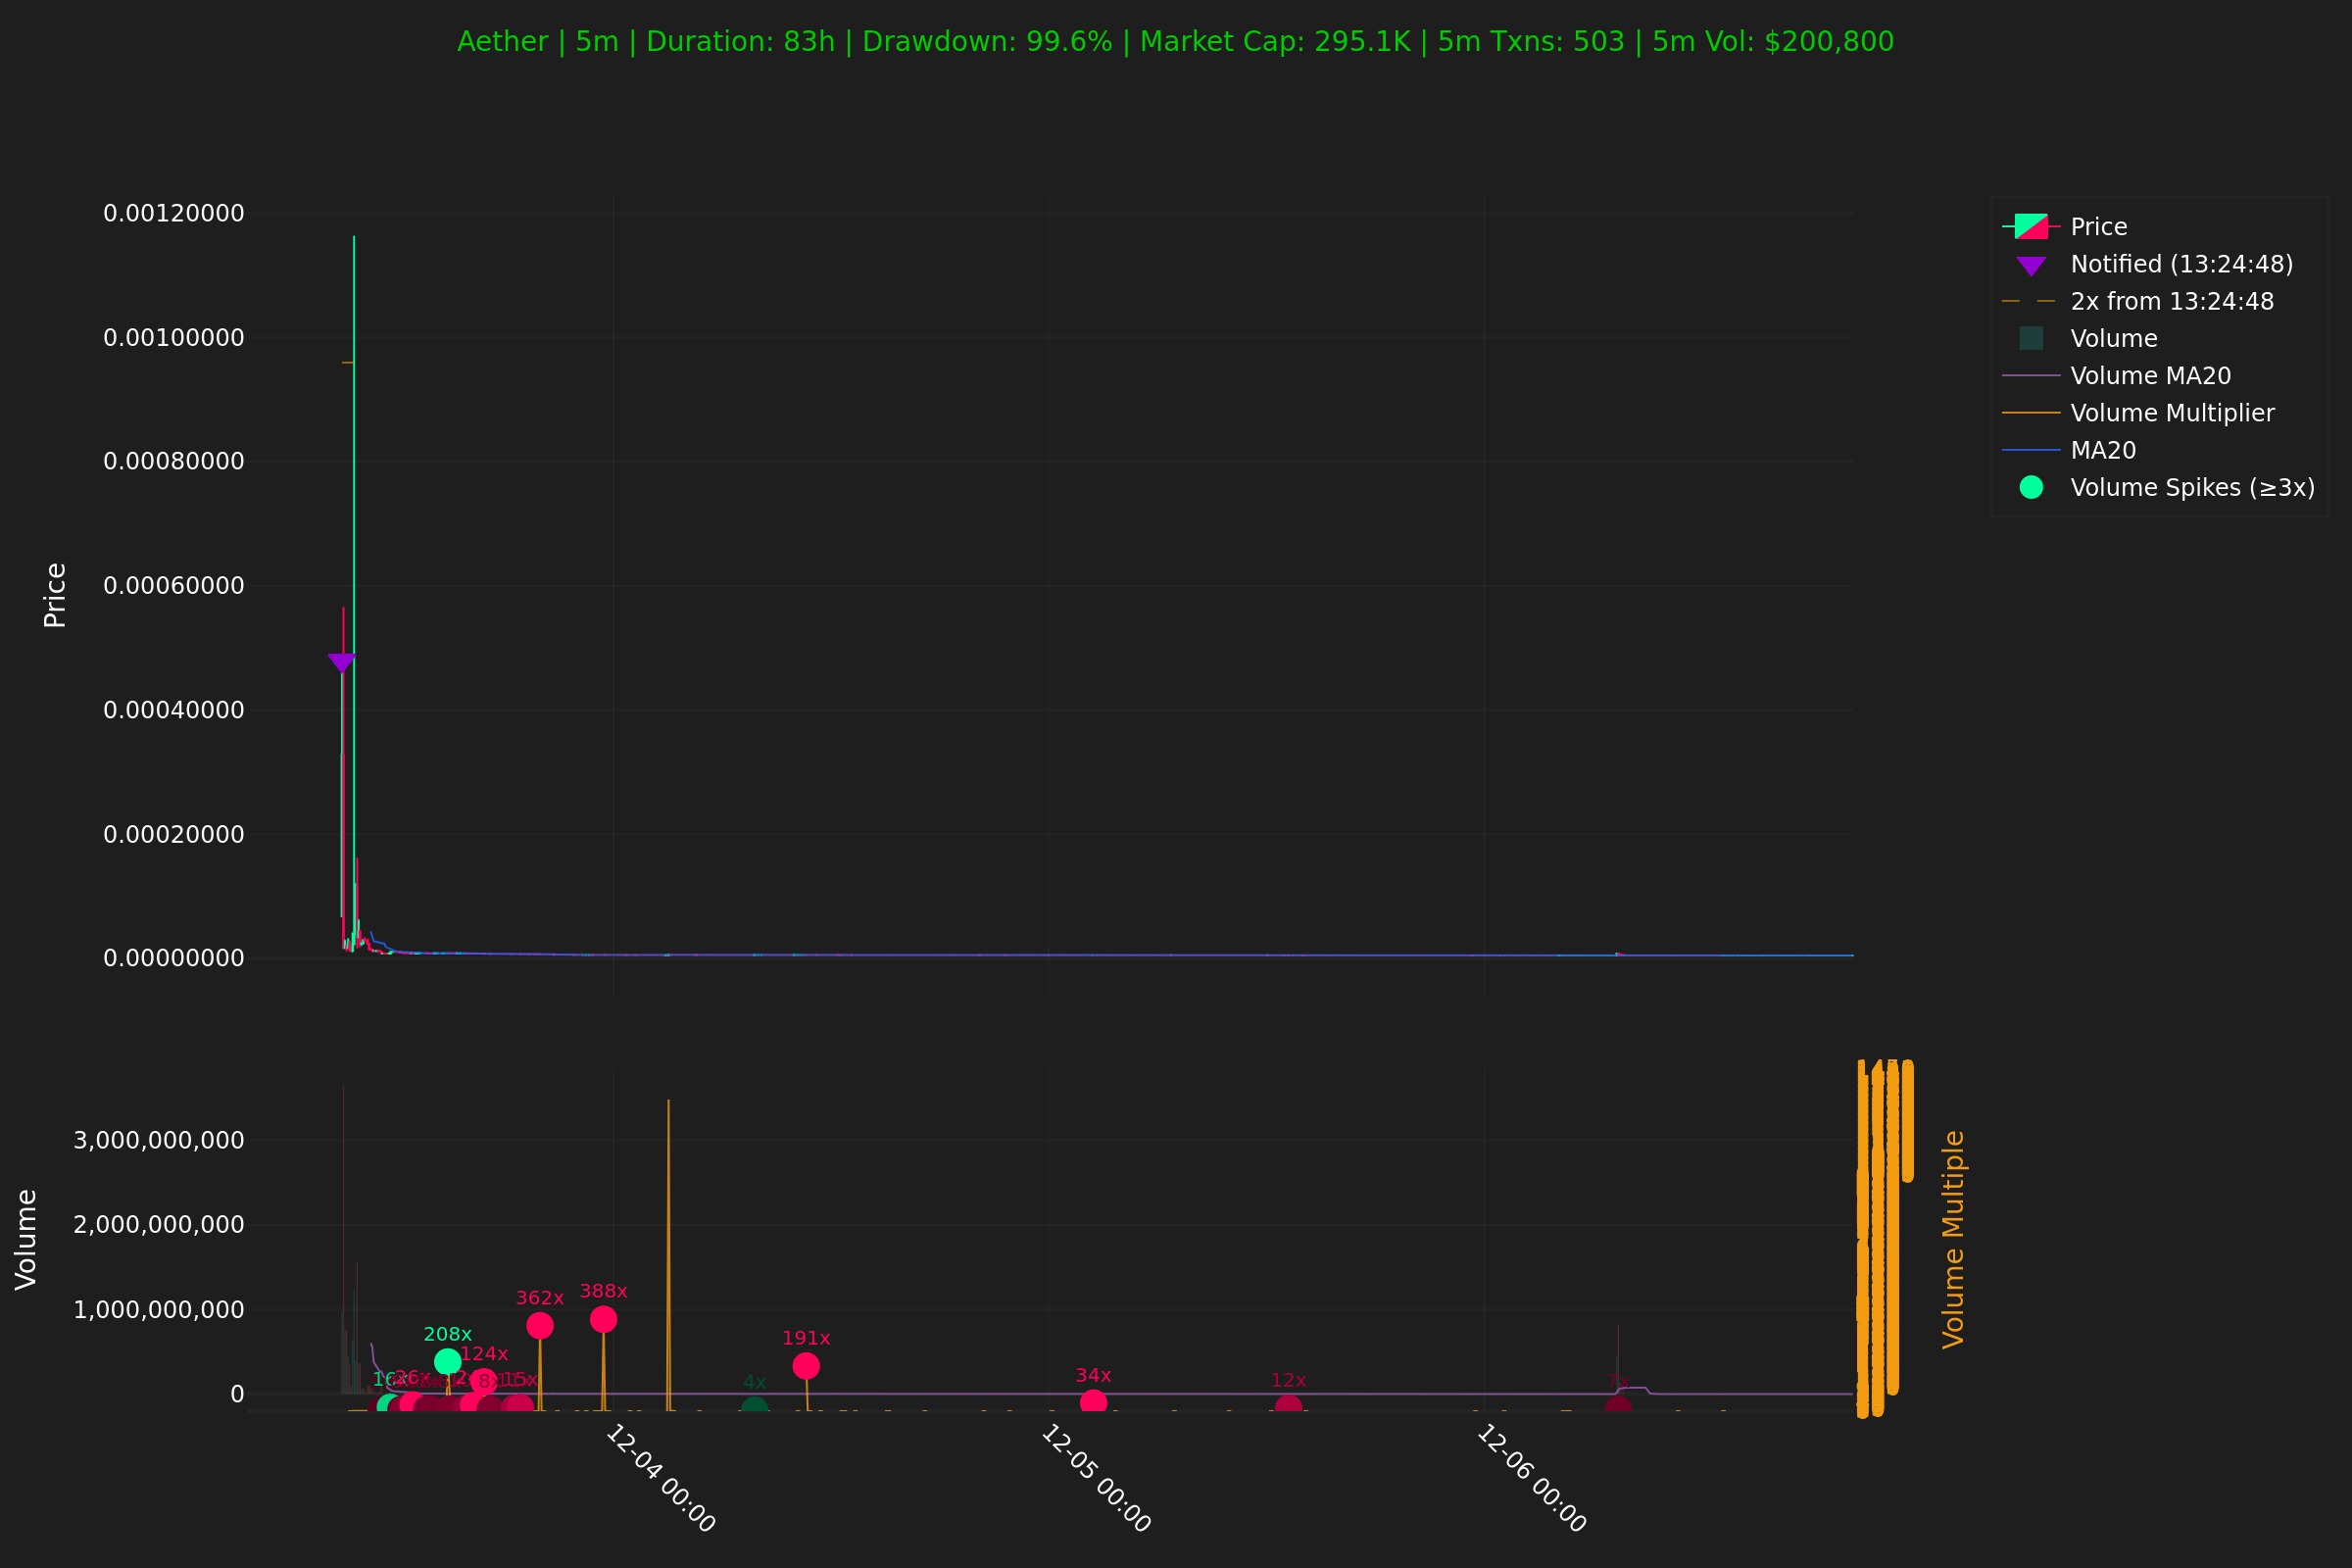 Aether | 5m | Duration: 83h | Drawdown: 99.6% | Market Cap: 295.1K | 5m Txns: 503 | 5m Vol: $200,800
0.00120000
0.00100000
0.00080000
0.00060000
0.00040000
0.00020000
0.00000000
Price
Price
Notified (13:24:48)
2x from 13:24:48
Volume
Volume MA20
Volume Multiplier
MA20
Volume Spikes (≥3x)
3,000,000,000
2,000,000,000
1,000,000,000
0
Volume
208x
124x
362x
388x
191x
4x
34x
12x
7x
26x
8x
15x
Volume Multiple
12-04 00:00
12-05 00:00
12-06 00:00